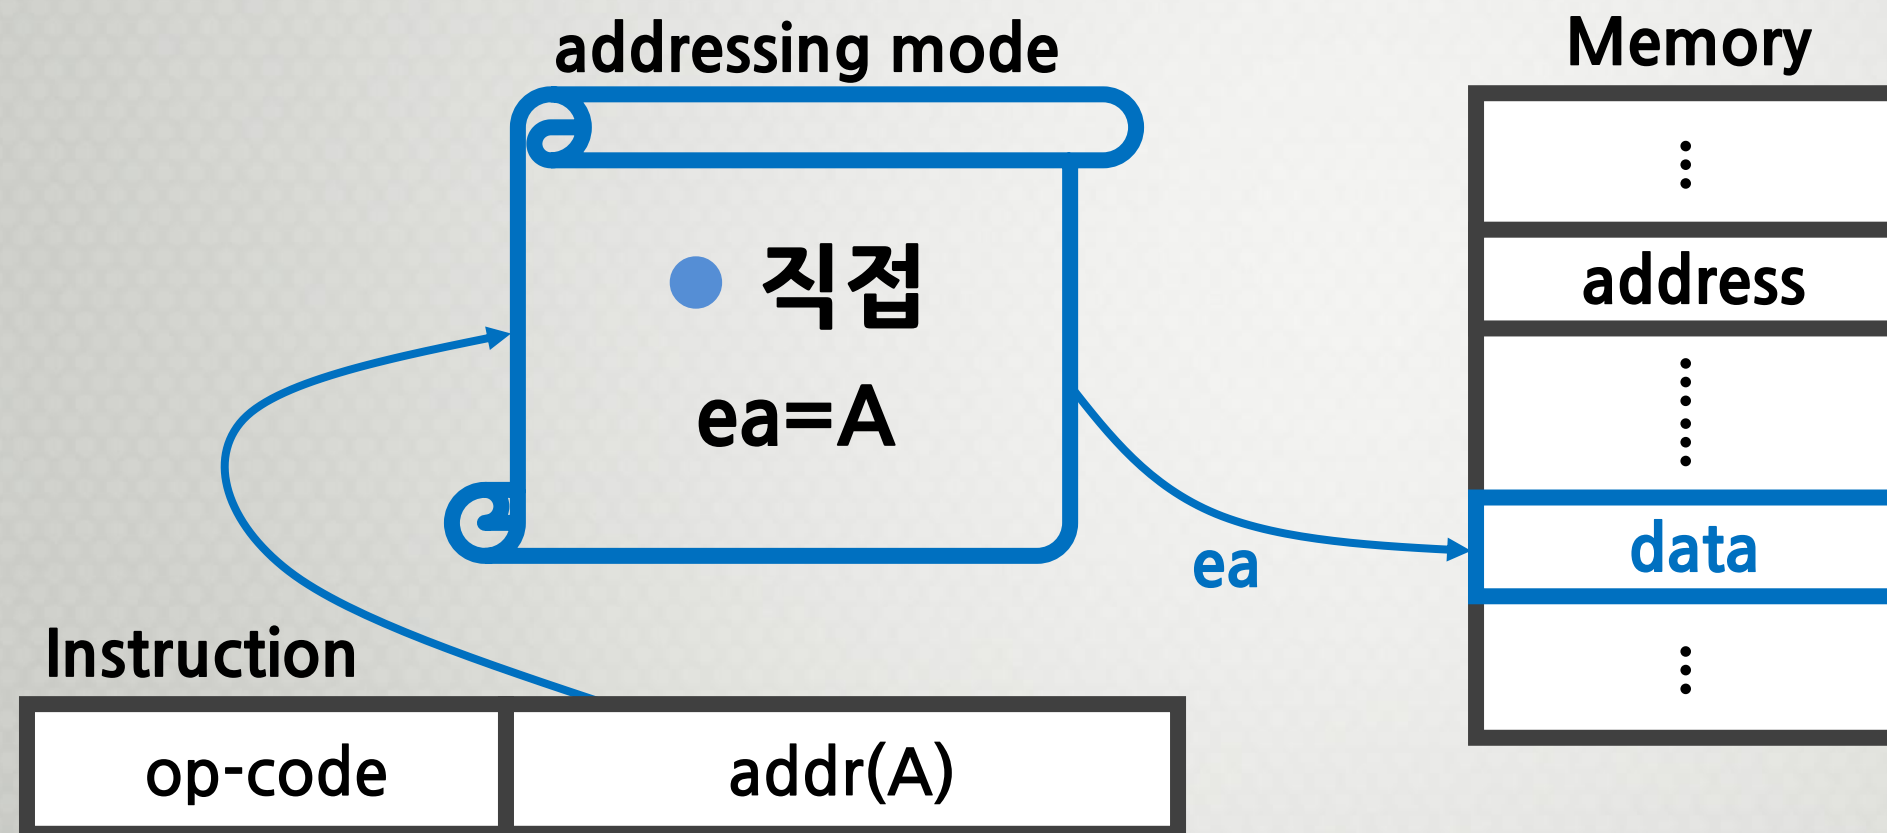 addressing mode
Memory
직접
ea=A
address
data
ea
Instruction
op-code
addr(A)